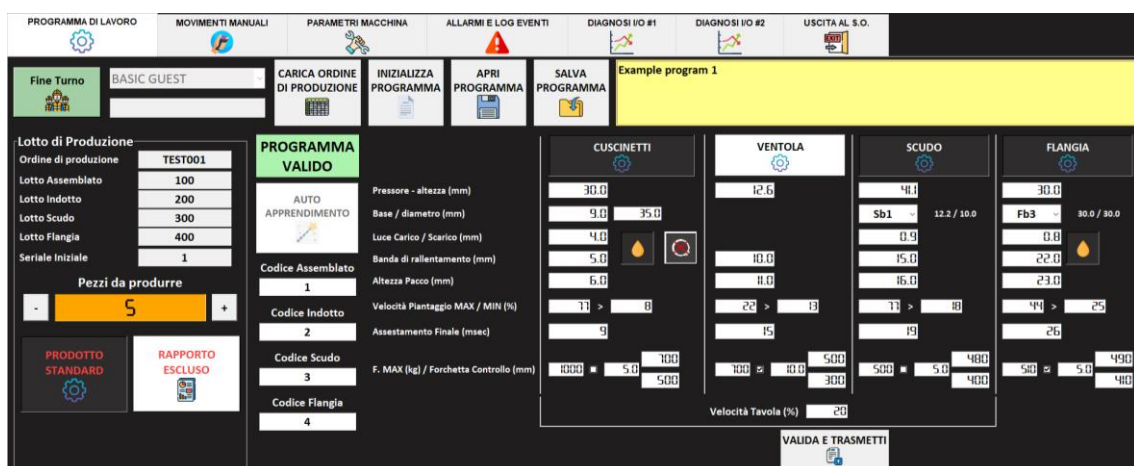 PROGRAMMA DI LAVORO MOVIMENTI MANUALI PARAMETRI MACCHINA ALLARMI E LOG EVENTI DIAGNOSI I/O #1 DIAGNOSI I/O #2 USCITA AL S.O.
EXIT
Fine Turno
BASIC GUEST
CARICA ORDINE DI PRODUZIONE
INIZIALIZZA PROGRAMMA
APRI PROGRAMMA
SALVA PROGRAMMA
Example program 1
Lotto di Produzione
Ordine di produzione TEST001
Lotto Assemblato 100
Lotto Indotto 200
Lotto Scudo 300
Lotto Flangia 400
Seriale Iniziale 1
Pezzi da produrre
- 5 +
PRODOTTO STANDARD
RAPPORTO ESCLUSO
PROGRAMMA VALIDO
AUTO APPRENDIMENTO
Codice Assemblato
1
Codice Indotto
2
Codice Scudo
3
Codice Flangia
4
CUSCINETTI VENTOLA SCUDO FLANGIA
Pressore - altezza (mm) 30.0 12.6 41.1 30.0
Base / diametro (mm) 9.0 35.0 Sb1 12.2 / 10.0 Fb3 30.0 / 30.0
Luce Carico / Scarico (mm) 4.0 0.9 0.8
Banda di rallentamento (mm) 5.0 10.0 15.0 22.0
Altezza Pacco (mm) 6.0 11.0 16.0 23.0
Velocità Piantaggio MAX / MIN (%) 77 > 8 22 > 13 77 > 18 44 > 25
Assestamento Finale (msec) 9 15 19 26
F. MAX (kg) / Forchetta Controllo (mm) 1000 5.0 700 500 700 10.0 500 300 500 5.0 480 400 510 5.0 490 410
Velocità Tavola (%) 20
VALIDA E TRASMETTI